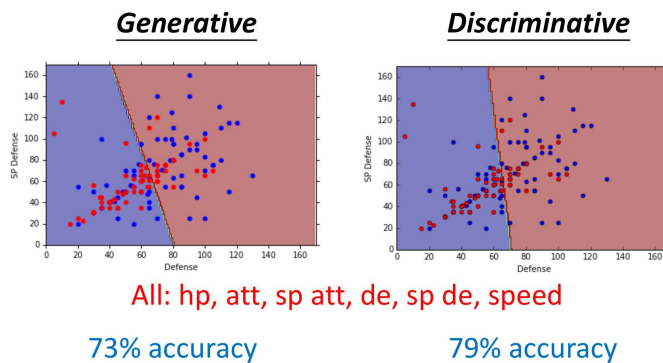 Generative
Discriminative
160
140
120
100
80
60
40
20
0
SP Defense
0 20 40 60 80 100 120 140 160
Defense
160
140
120
100
80
60
40
20
0
SP Defense
0 20 40 60 80 100 120 140 160
Defense
All: hp, att, sp att, de, sp de, speed
73% accuracy
79% accuracy